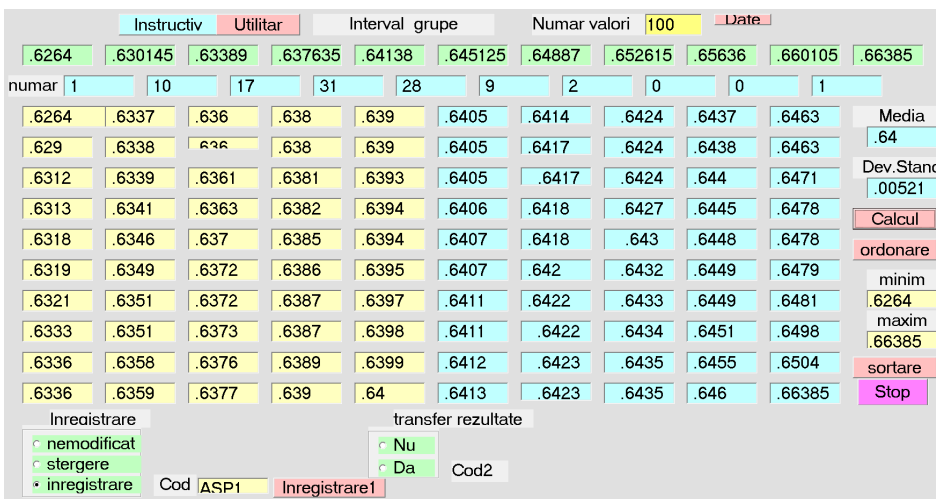 Instructiv Utilitar Interval grupe Numar valori 100 Date
.6264 .630145 .63389 .637635 .64138 .645125 .64887 .652615 .65636 .660105 .66385
numar 1 10 17 31 28 9 2 0 0 1
.6264 .6337 .636 .638 .639 .6405 .6414 .6424 .6437 .6463 Media
.64
.629 .6338 .636 .638 .639 .6405 .6417 .6424 .6438 .6463
Dev.Stand
.6312 .6339 .6361 .6381 .6393 .6405 .6417 .6424 .644 .6471 .00521
.6313 .6341 .6363 .6382 .6394 .6406 .6418 .6427 .6445 .6478 Calcul
.6318 .6346 .637 .6385 .6394 .6407 .6418 .643 .6448 .6478 ordonare
.6319 .6349 .6372 .6386 .6395 .6407 .642 .6432 .6449 .6479 minim
.6321 .6351 .6372 .6387 .6397 .6411 .6422 .6433 .6449 .6481 .6264
maxim
.6333 .6351 .6373 .6387 .6398 .6411 .6422 .6434 .6451 .6498 .66385
.6336 .6358 .6376 .6389 .6399 .6412 .6423 .6435 .6455 .6504 sortare
.6336 .6359 .6377 .639 .64 .6413 .6423 .6435 .646 .66385 Stop
Inregistrare transfer rezultate
nemodificat Nu
stergere Da Cod2
inregistrare Cod ASP1 Inregistrare1